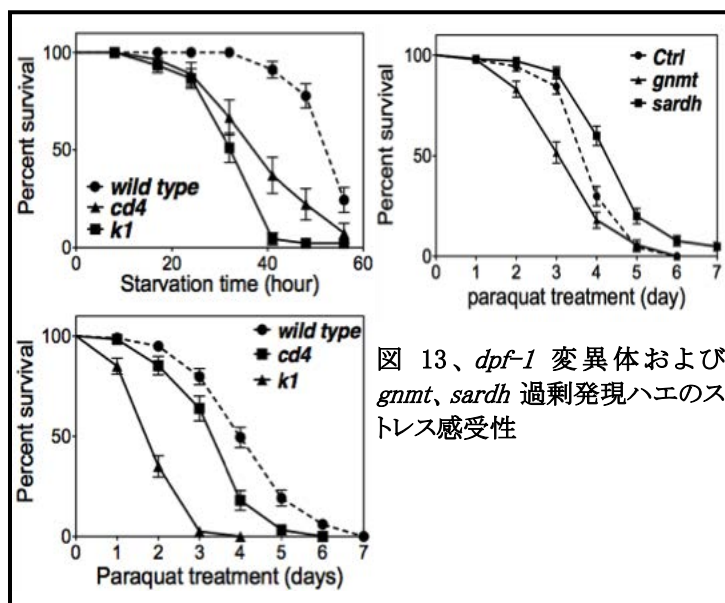 100
50
0
Percent survival
wild type
cd4
k1
0 20 40 60
Starvation time (hour)
100
50
0
Percent survival
Ctrl
gnmt
sardh
0 1 2 3 4 5 6 7
paraquat treatment (day)
100
50
0
Percent survival
wild type
cd4
k1
0 1 2 3 4 5 6 7
Paraquat treatment (days)
図 13、dpf-1 変異体および
gnmt、sardh 過剰発現ハエのス
トレス感受性